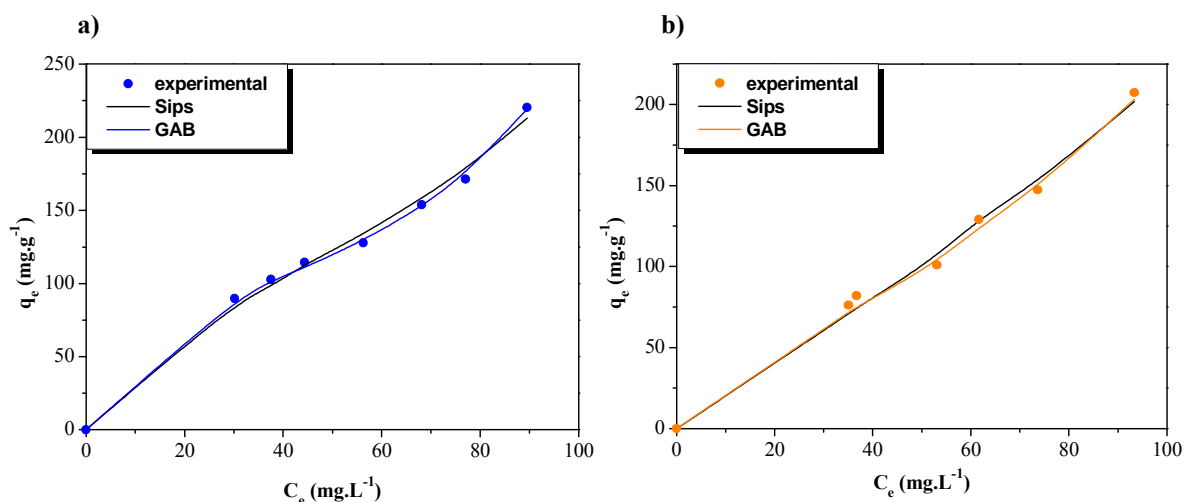 a)
250
200
150
100
50
0
q_e (mg.g^-1)
experimental
Sips
GAB
0 20 40 60 80 100
C_e (mg.L^-1)
b)
200
150
100
50
0
q_e (mg.g^-1)
experimental
Sips
GAB
0 20 40 60 80 100
C_e (mg.L^-1)